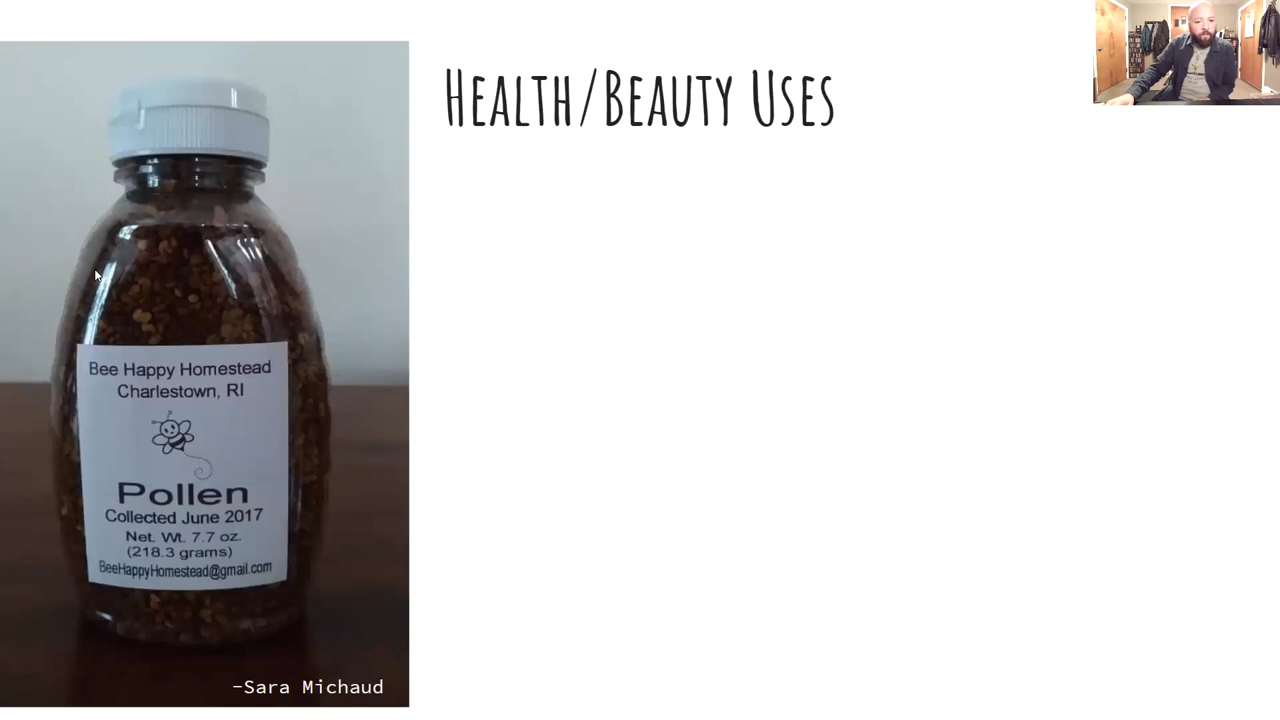 Health/Beauty Uses
Bee Happy Homestead
Charlestown, RI
Pollen
Collected June 2017
Net. Wt. 7.7 oz.
(218.3 grams)
BeeHappyHomestead@gmail.com
-Sara Michaud